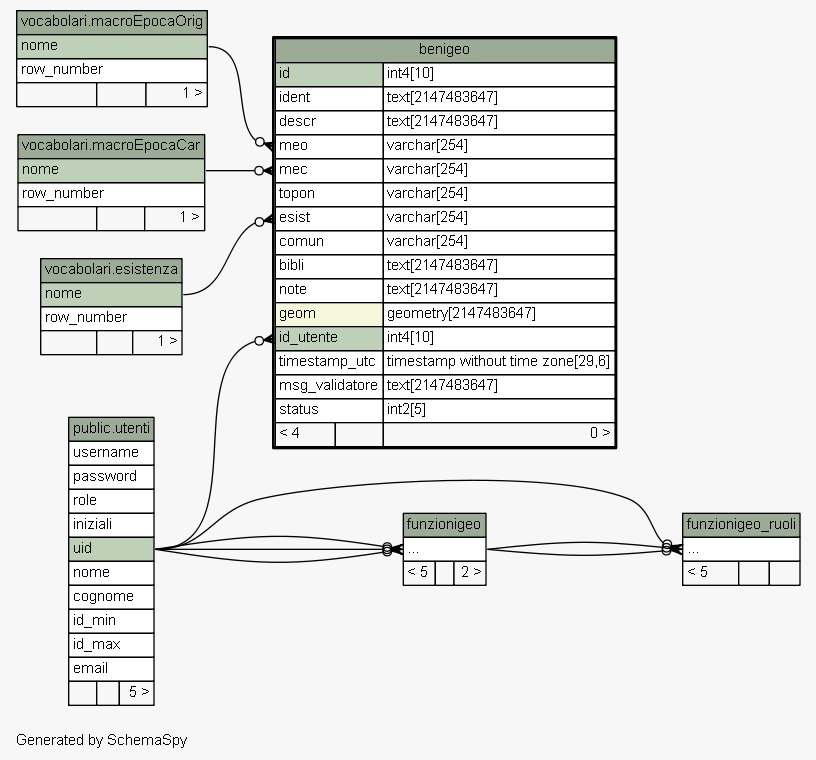 vocabolari.macroEpocaOrig
nome
row_number
1 >
vocabolari.macroEpocaCar
nome
row_number
1 >
vocabolari.esistenza
nome
row_number
1 >
public.utenti
username
password
role
iniziali
uid
nome
cognome
id_min
id_max
email
5 >
benigeo
id int4[10]
ident text[2147483647]
descr text[2147483647]
meo varchar[254]
mec varchar[254]
topon varchar[254]
esist varchar[254]
comun varchar[254]
bibli text[2147483647]
note text[2147483647]
geom geometry[2147483647]
id_utente int4[10]
timestamp_utc timestamp without time zone[29,6]
msg_validatore text[2147483647]
status int2[5]
< 4 0 >
funzionigeo
...
< 5 2 >
funzionigeo_ruoli
...
< 5
Generated by SchemaSpy